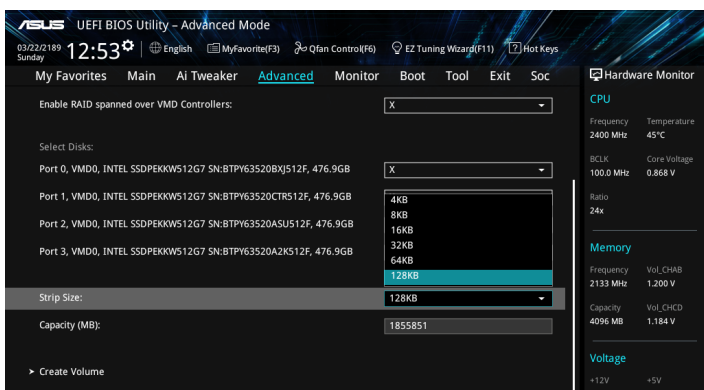 ASUS UEFI BIOS Utility – Advanced Mode
03/22/2189 Sunday 12:53 English MyFavorite(F3) Qfan Control(F6) EZ Tuning Wizard(F11) ? Hot Keys
My Favorites Main Ai Tweaker Advanced Monitor Boot Tool Exit Soc
Enable RAID spanned over VMD Controllers: X
Select Disks:
Port 0, VMD0, INTEL SSDPEKKW512G7 SN:BTPY63520BXJ512F, 476.9GB X
Port 1, VMD0, INTEL SSDPEKKW512G7 SN:BTPY63520CTR512F, 476.9GB
Port 2, VMD0, INTEL SSDPEKKW512G7 SN:BTPY63520ASU512F, 476.9GB
Port 3, VMD0, INTEL SSDPEKKW512G7 SN:BTPY63520A2K512F, 476.9GB
4KB
8KB
16KB
32KB
64KB
128KB
Strip Size: 128KB
Capacity (MB): 1855851
> Create Volume
Hardware Monitor
CPU
Frequency Temperature
2400 MHz 45°C
BCLK Core Voltage
100.0 MHz 0.868 V
Ratio
24x
Memory
Frequency Vol_CHAB
2133 MHz 1.200 V
Capacity Vol_CHCD
4096 MB 1.184 V
Voltage
+12V +5V